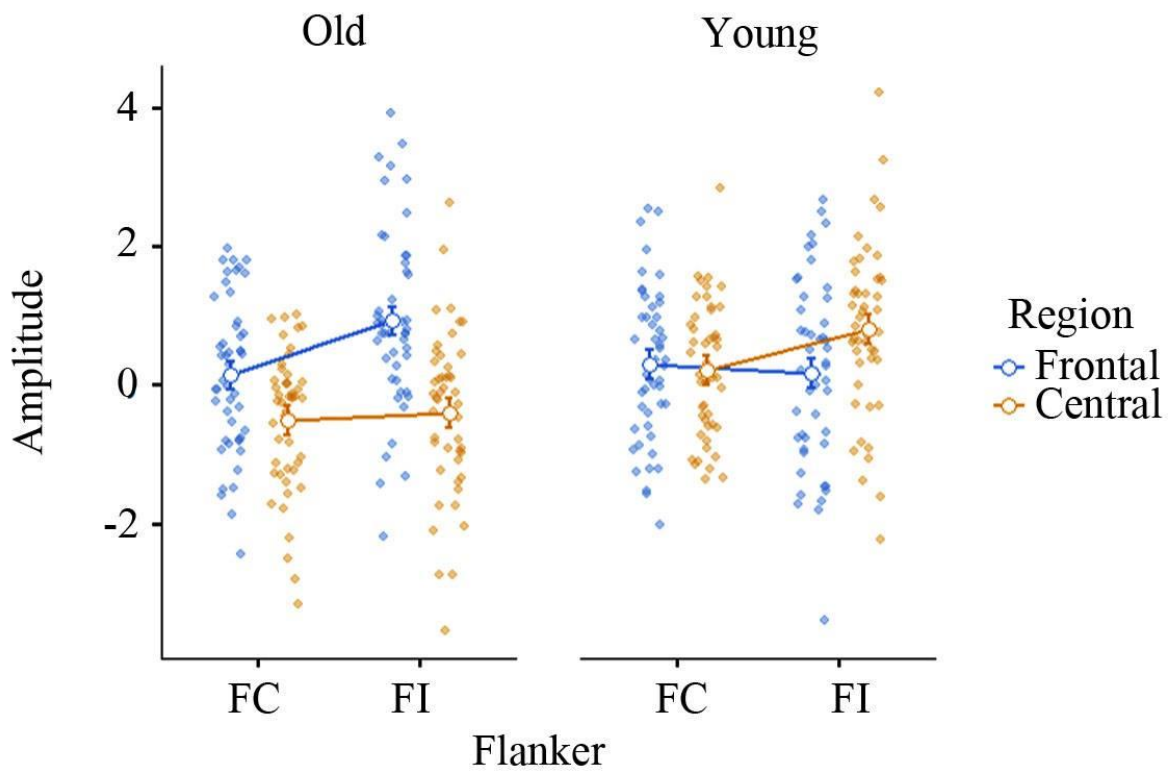 Old
Young
4
2
0
-2
Amplitude
FC
FI
FC
FI
Flanker
Region
Frontal
Central